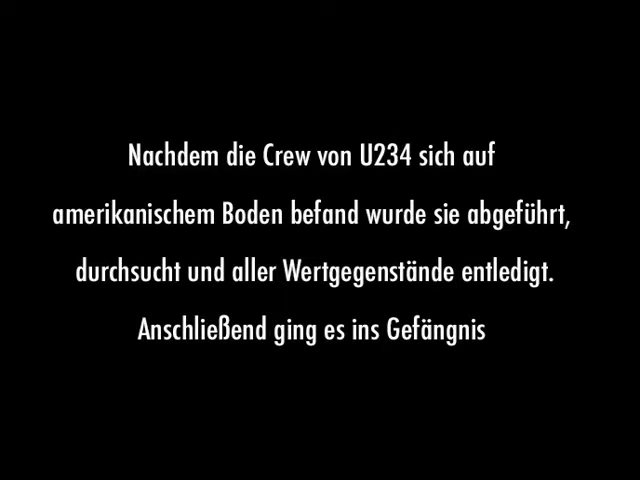 Nachdem die Crew von U234 sich auf
amerikanischem Boden befand wurde sie abgeführt,
durchsucht und aller Wertgegenstände entledigt.
Anschließend ging es ins Gefängnis